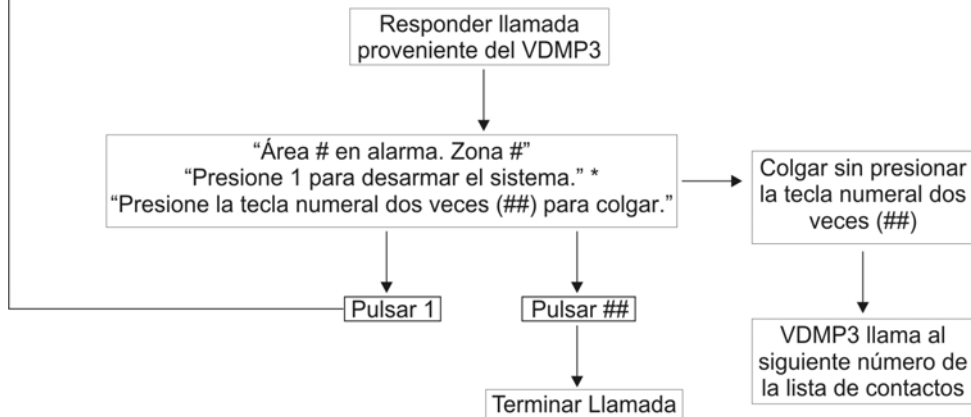 Responder llamada
proveniente del VDMP3
“Área # en alarma. Zona #”
“Presione 1 para desarmar el sistema.” *
“Presione la tecla numeral dos veces (##) para colgar.”
Colgar sin presionar
la tecla numeral dos
veces (##)
Pulsar 1
Pulsar ##
VDMP3 llama al
siguiente número de
la lista de contactos
Terminar Llamada